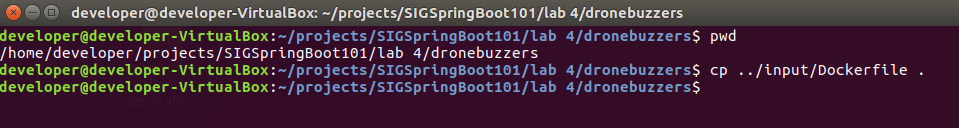 developer@developer-VirtualBox: ~/projects/SIGSpringBoot101/lab 4/dronebuzzers
developer@developer-VirtualBox:~/projects/SIGSpringBoot101/lab 4/dronebuzzers$ pwd
/home/developer/projects/SIGSpringBoot101/lab 4/dronebuzzers
developer@developer-VirtualBox:~/projects/SIGSpringBoot101/lab 4/dronebuzzers$ cp ../input/Dockerfile .
developer@developer-VirtualBox:~/projects/SIGSpringBoot101/lab 4/dronebuzzers$